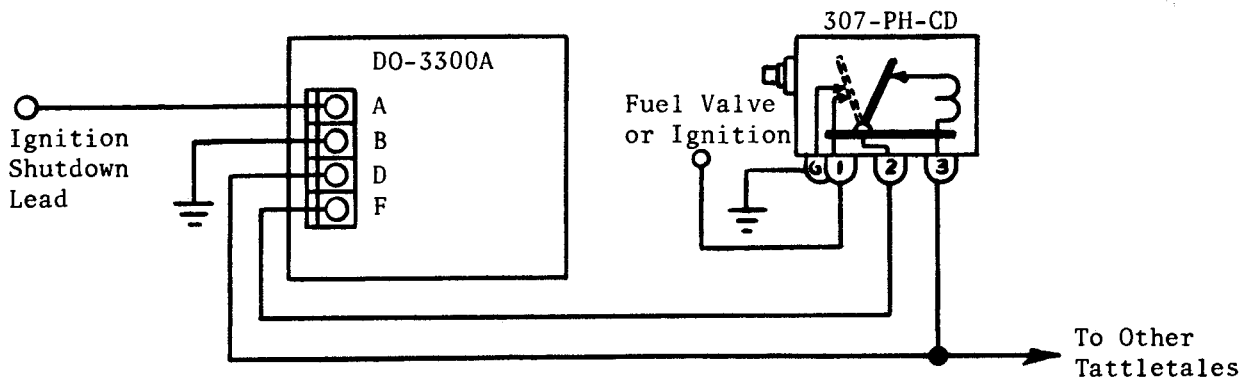 307-PH-CD
DO-3300A
A
B
D
F
Ignition
Shutdown
Lead
Fuel Valve
or Ignition
G 1 2 3
To Other
Tattletales